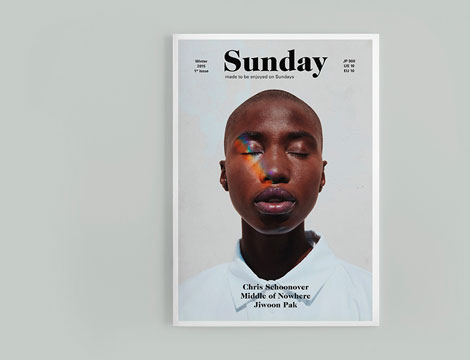 Winter
2015
1st Issue
Sunday
made to be enjoyed on Sundays
JP 900
US 10
EU 10
Chris Schoonover
Middle of Nowhere
Jiwoon Pak